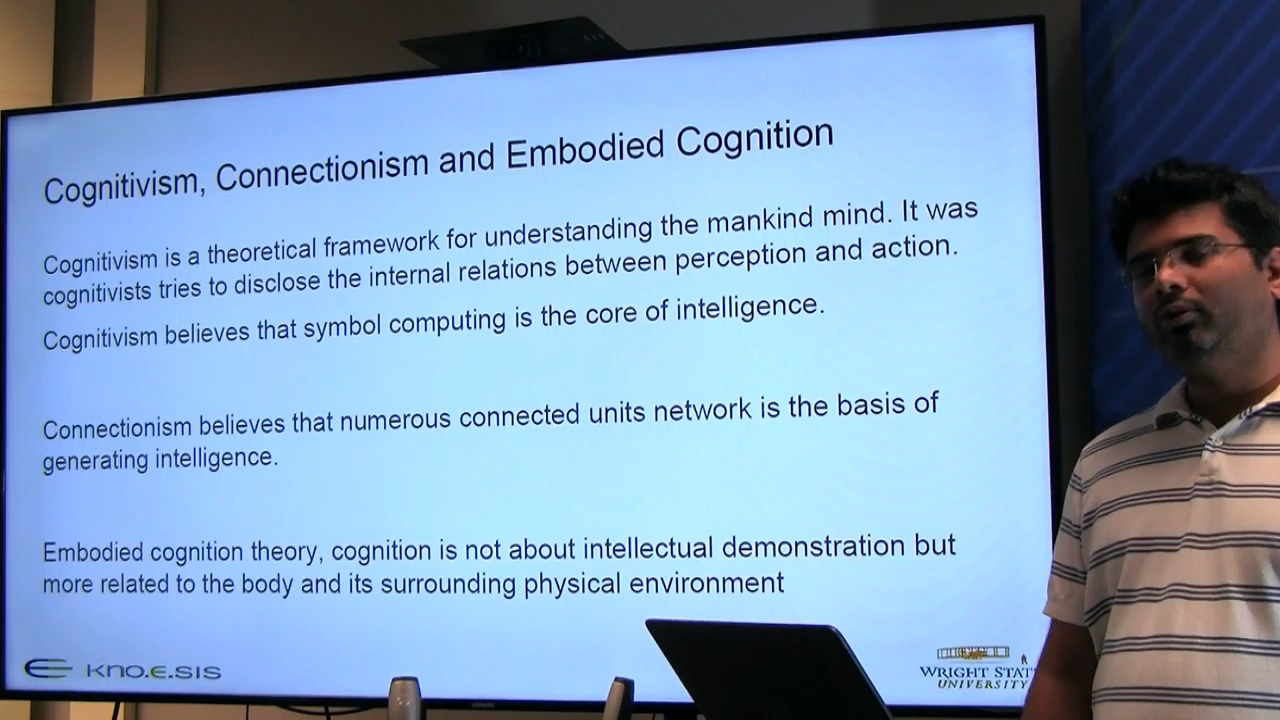 Cognitivism, Connectionism and Embodied Cognition
Cognitivism is a theoretical framework for understanding the mankind mind. It was
cognitivists tries to disclose the internal relations between perception and action.
Cognitivism believes that symbol computing is the core of intelligence.
Connectionism believes that numerous connected units network is the basis of
generating intelligence.
Embodied cognition theory, cognition is not about intellectual demonstration but
more related to the body and its surrounding physical environment
kno.e.sis
WRIGHT STAT
UNIVERSITY